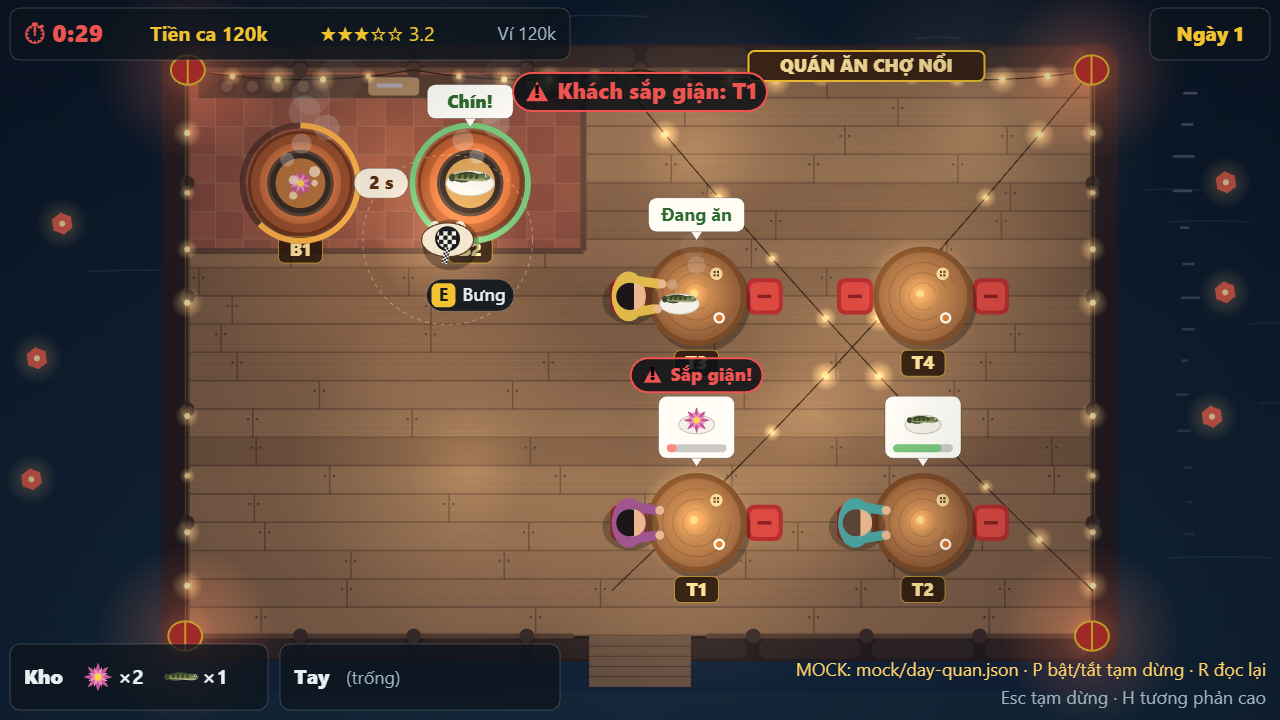 0:29
Tiền ca 120k
★★★☆☆ 3.2
Ví 120k
Ngày 1
QUÁN ĂN CHỢ NỔI
Khách sắp giận: T1
Chín!
2 s
B1
E Bưng
Đang ăn
T4
Sắp giận!
T1
T2
Kho ×2 ×1
Tay (trống)
MOCK: mock/day-quan.json · P bật/tắt tạm dừng · R đọc lại
Esc tạm dừng · H tương phản cao